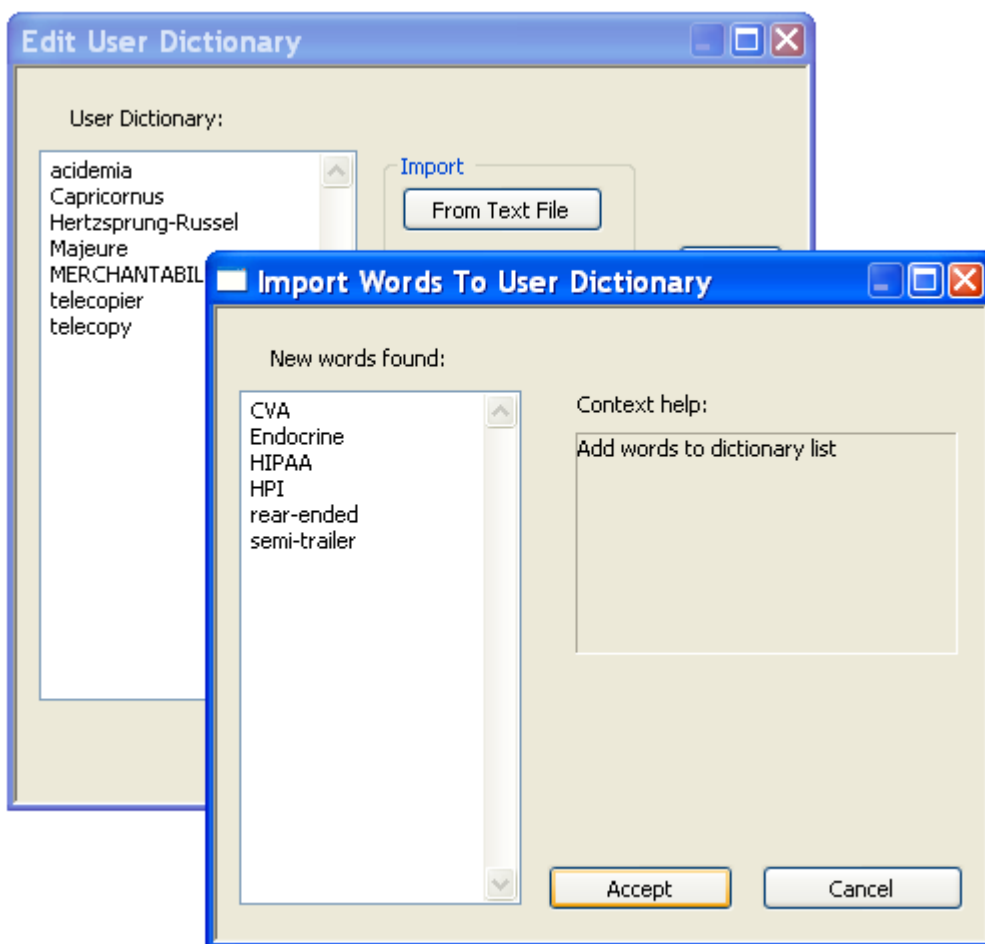 Edit User Dictionary
User Dictionary:
acidemia
Capricornus
Hertzsprung-Russel
Majeure
telecopier
telecopy
Import
From Text File
Import Words To User Dictionary
New words found:
CVA
Endocrine
HIPAA
HPI
rear-ended
semi-trailer
Context help:
Add words to dictionary list
Accept
Cancel